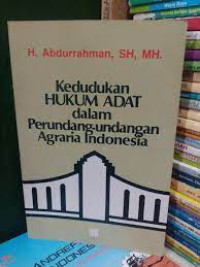 H. Abdurrahman, SH, MH.
Kedudukan
HUKUM ADAT
dalam
Perundang-undangan
Agraria Indonesia